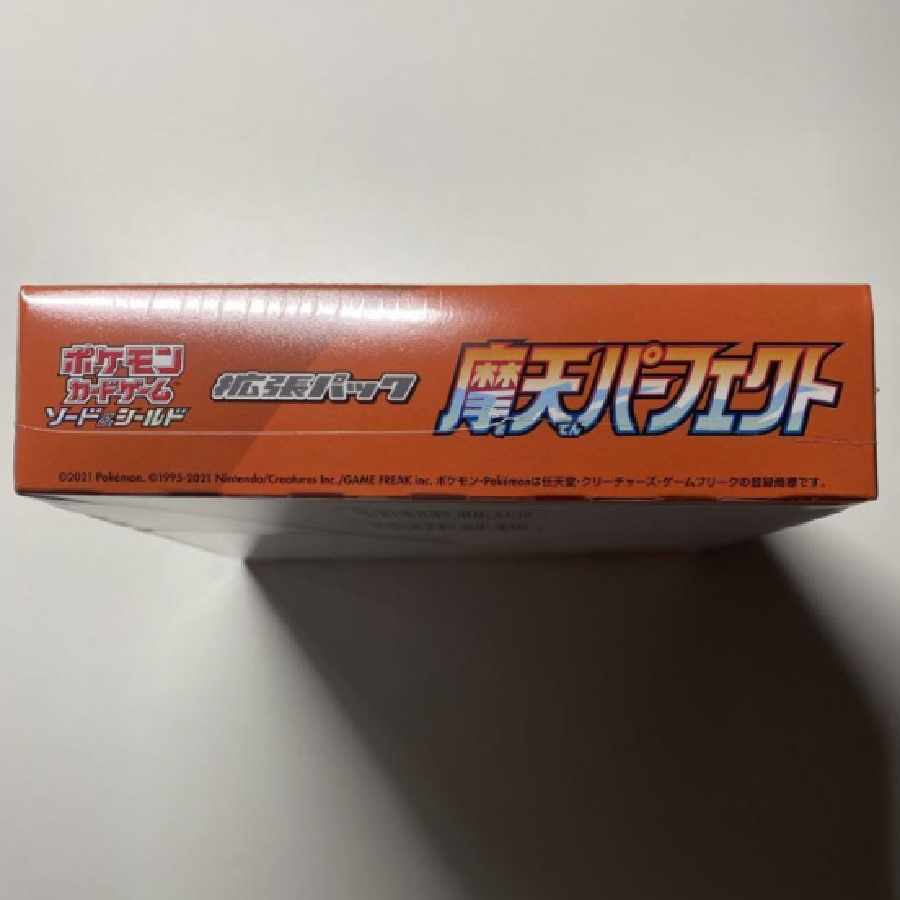 ポケモン
カードゲーム
ソード&シールド
拡張パック
摩天パーフェクト
てん
©2021 Pokémon. ©1995-2021 Nintendo/Creatures Inc./GAME FREAK inc. ポケモン・Pokémonは任天堂・クリーチャーズ・ゲームフリークの登録商標です。